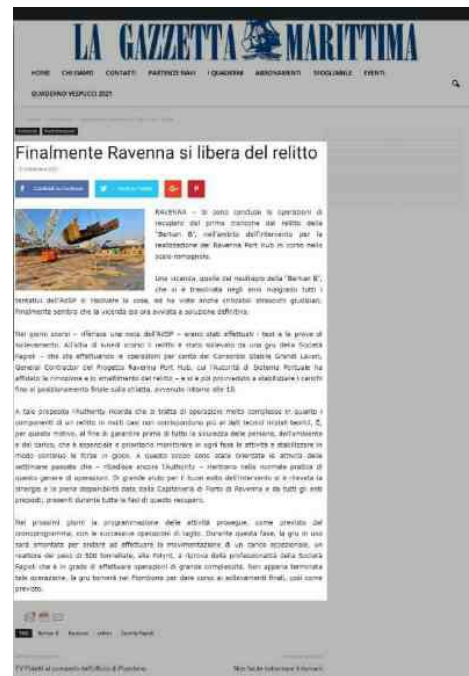 LA GAZZETTA MARITTIMA
HOME CHI SIAMO CONTATTI PARTENZE NAVI I QUADERNI ABBONAMENTI SFOGLIABILE EVENTI
QUADERNO VESPUCCI 2021
Finalmente Ravenna si libera del relitto
RAVENNA – Si sono concluse le operazioni di
recupero del primo troncone del relitto della
"Berkan B", nell'ambito dell'intervento per la
realizzazione del Ravenna Port Hub in corso nello
scalo romagnolo.
Una vicenda, quella del naufragio della "Berkan B",
che si è trascinata negli anni malgrado tutti i
tentativi dell'AdSP di risolvere la cosa, ed ha visto anche
Finalmente sembra che la vicenda sia ora avviata a soluzione definitiva.
Nei giorni scorsi – riferisce una nota dell'AdSP – erano stati effettuati i test e le prove di
sollevamento. All'alba di lunedì scorso il relitto è stato sollevato da una gru della Società
Rapoli – che sta effettuando le operazioni per conto del Consorzio Stabile Grandi Lavori,
General Contractor del Progetto Ravenna Port Hub, cui l'Autorità di Sistema Portuale ha
affidato la rimozione e lo smaltimento del relitto – e si è poi provveduto a stabilizzare i carichi
fino al posizionamento finale sulla chiatta, avvenuto intorno alle 18.
A tale proposito l'Authority ricorda che si tratta di operazioni molto complesse in quanto i
componenti di un relitto in molti casi non corrispondono più ai dati tecnici iniziali teorici. E,
per questo motivo, al fine di garantire prima di tutto la sicurezza delle persone, dell'ambiente
e del carico, che è essenziale e prioritario monitorare in ogni fase le attività e stabilizzare in
modo continuo le forze in gioco. A questo scopo sono state orientate le attività delle
settimane passate che – ribadisce ancora l'Authority – rientrano nella normale pratica di
questo genere di operazioni. Di grande aiuto per il buon esito dell'intervento si è rivelata la
sinergia e la piena disponibilità data dalla Capitaneria di Porto di Ravenna e da tutti gli enti
preposti, presenti durante tutte le fasi di questo recupero.
Nei prossimi giorni la programmazione delle attività prosegue, come previsto dal
cronoprogramma, con le successive operazioni di taglio. Durante questa fase, la gru in uso
sarà smontata per andare ad effettuare la movimentazione di un carico eccezionale, un
reattore del peso di 500 tonnellate, alla Polynt, a riprova della professionalità della Società
Rapoli che è in grado di effettuare operazioni di grande complessità. Non appena terminata
tale operazione, la gru tornerà nel Piombone per dare corso ai sollevamenti finali, così come
previsto.